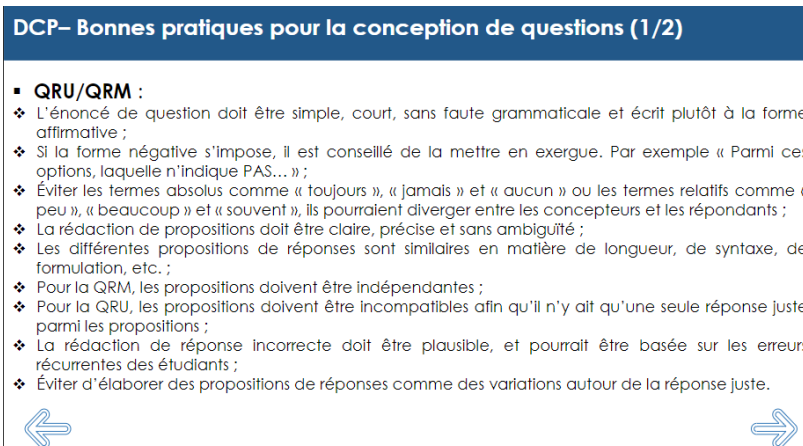 DCP– Bonnes pratiques pour la conception de questions (1/2)
▪ QRU/QRM :
❖ L'énoncé de question doit être simple, court, sans faute grammaticale et écrit plutôt à la forme
affirmative ;
❖ Si la forme négative s'impose, il est conseillé de la mettre en exergue. Par exemple « Parmi ces
options, laquelle n'indique PAS… » ;
❖ Éviter les termes absolus comme « toujours », « jamais » et « aucun » ou les termes relatifs comme «
peu », « beaucoup » et « souvent », ils pourraient diverger entre les concepteurs et les répondants ;
❖ La rédaction de propositions doit être claire, précise et sans ambiguïté ;
❖ Les différentes propositions de réponses sont similaires en matière de longueur, de syntaxe, de
formulation, etc. ;
❖ Pour la QRM, les propositions doivent être indépendantes ;
❖ Pour la QRU, les propositions doivent être incompatibles afin qu'il n'y ait qu'une seule réponse juste
parmi les propositions ;
❖ La rédaction de réponse incorrecte doit être plausible, et pourrait être basée sur les erreurs
récurrentes des étudiants ;
❖ Éviter d'élaborer des propositions de réponses comme des variations autour de la réponse juste.